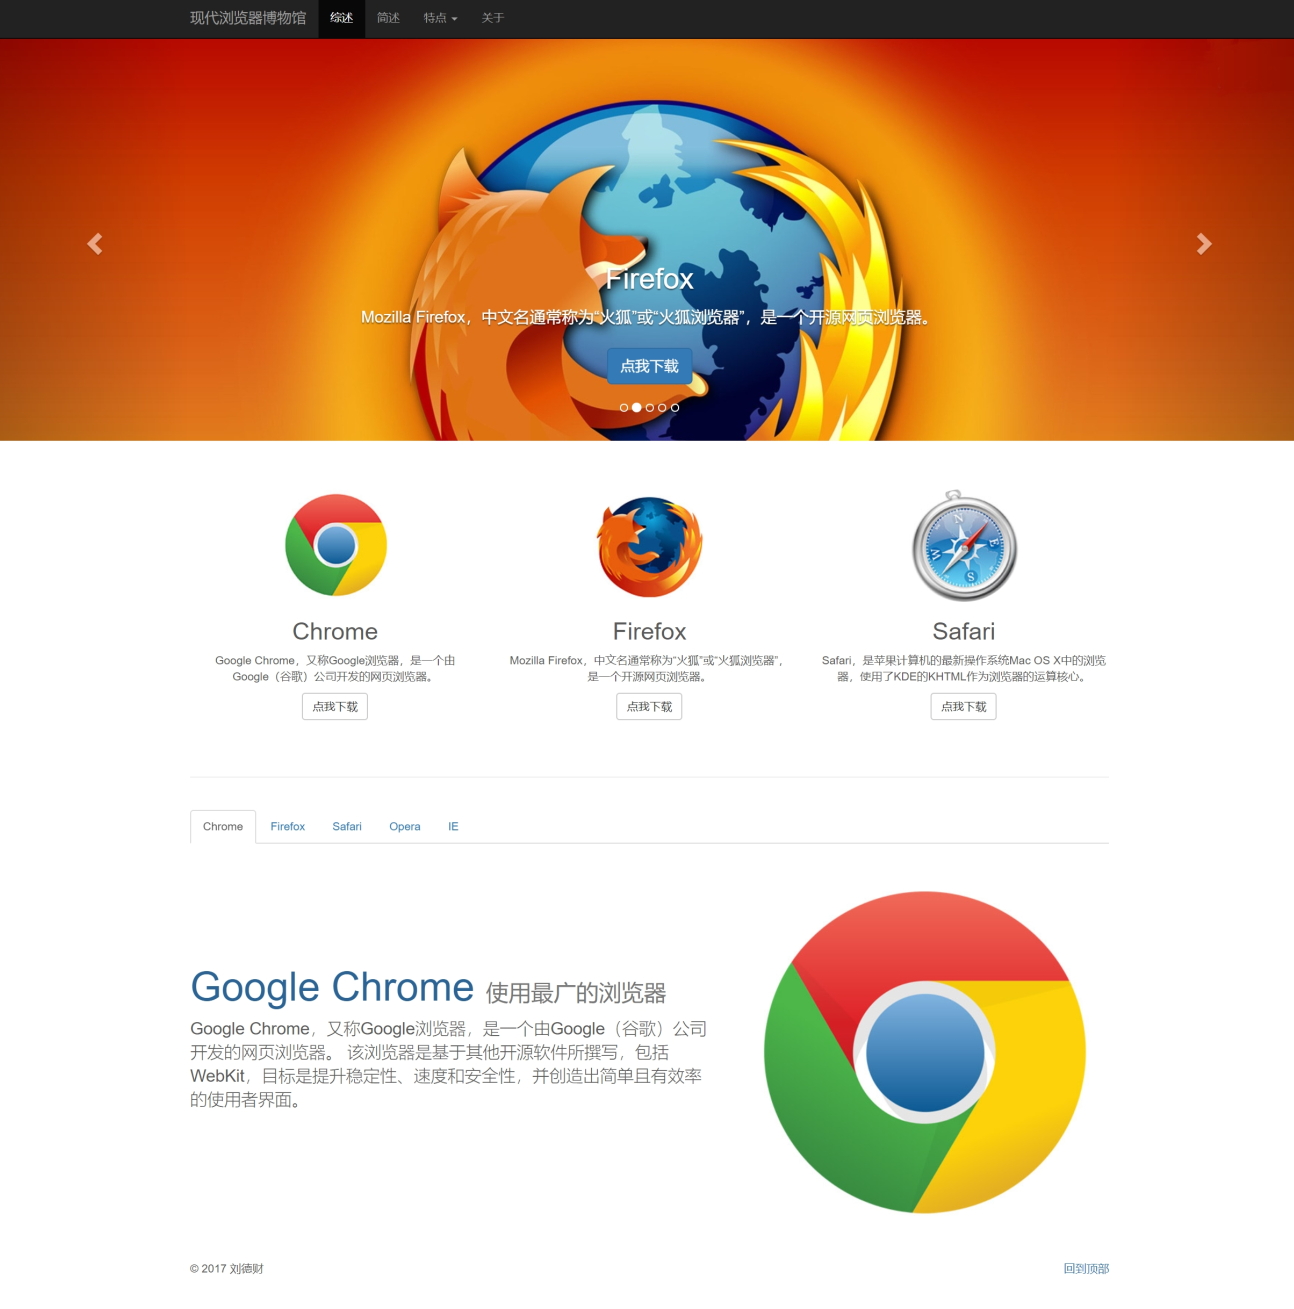 现代浏览器博物馆 综述 简述 特点 关于
Firefox
Mozilla Firefox，中文名通常称为“火狐”或“火狐浏览器”，是一个开源网页浏览器。
点我下载
N
E
W
S
Chrome
Google Chrome，又称Google浏览器，是一个由
Google（谷歌）公司开发的网页浏览器。
点我下载
Firefox
Mozilla Firefox，中文名通常称为“火狐”或“火狐浏览器”，
是一个开源网页浏览器。
点我下载
Safari
Safari，是苹果计算机的最新操作系统Mac OS X中的浏览
器，使用了KDE的KHTML作为浏览器的运算核心。
点我下载
Chrome Firefox Safari Opera IE
Google Chrome 使用最广的浏览器
Google Chrome，又称Google浏览器，是一个由Google（谷歌）公司
开发的网页浏览器。 该浏览器是基于其他开源软件所撰写，包括
WebKit，目标是提升稳定性、速度和安全性，并创造出简单且有效率
的使用者界面。
© 2017 刘德财
回到顶部